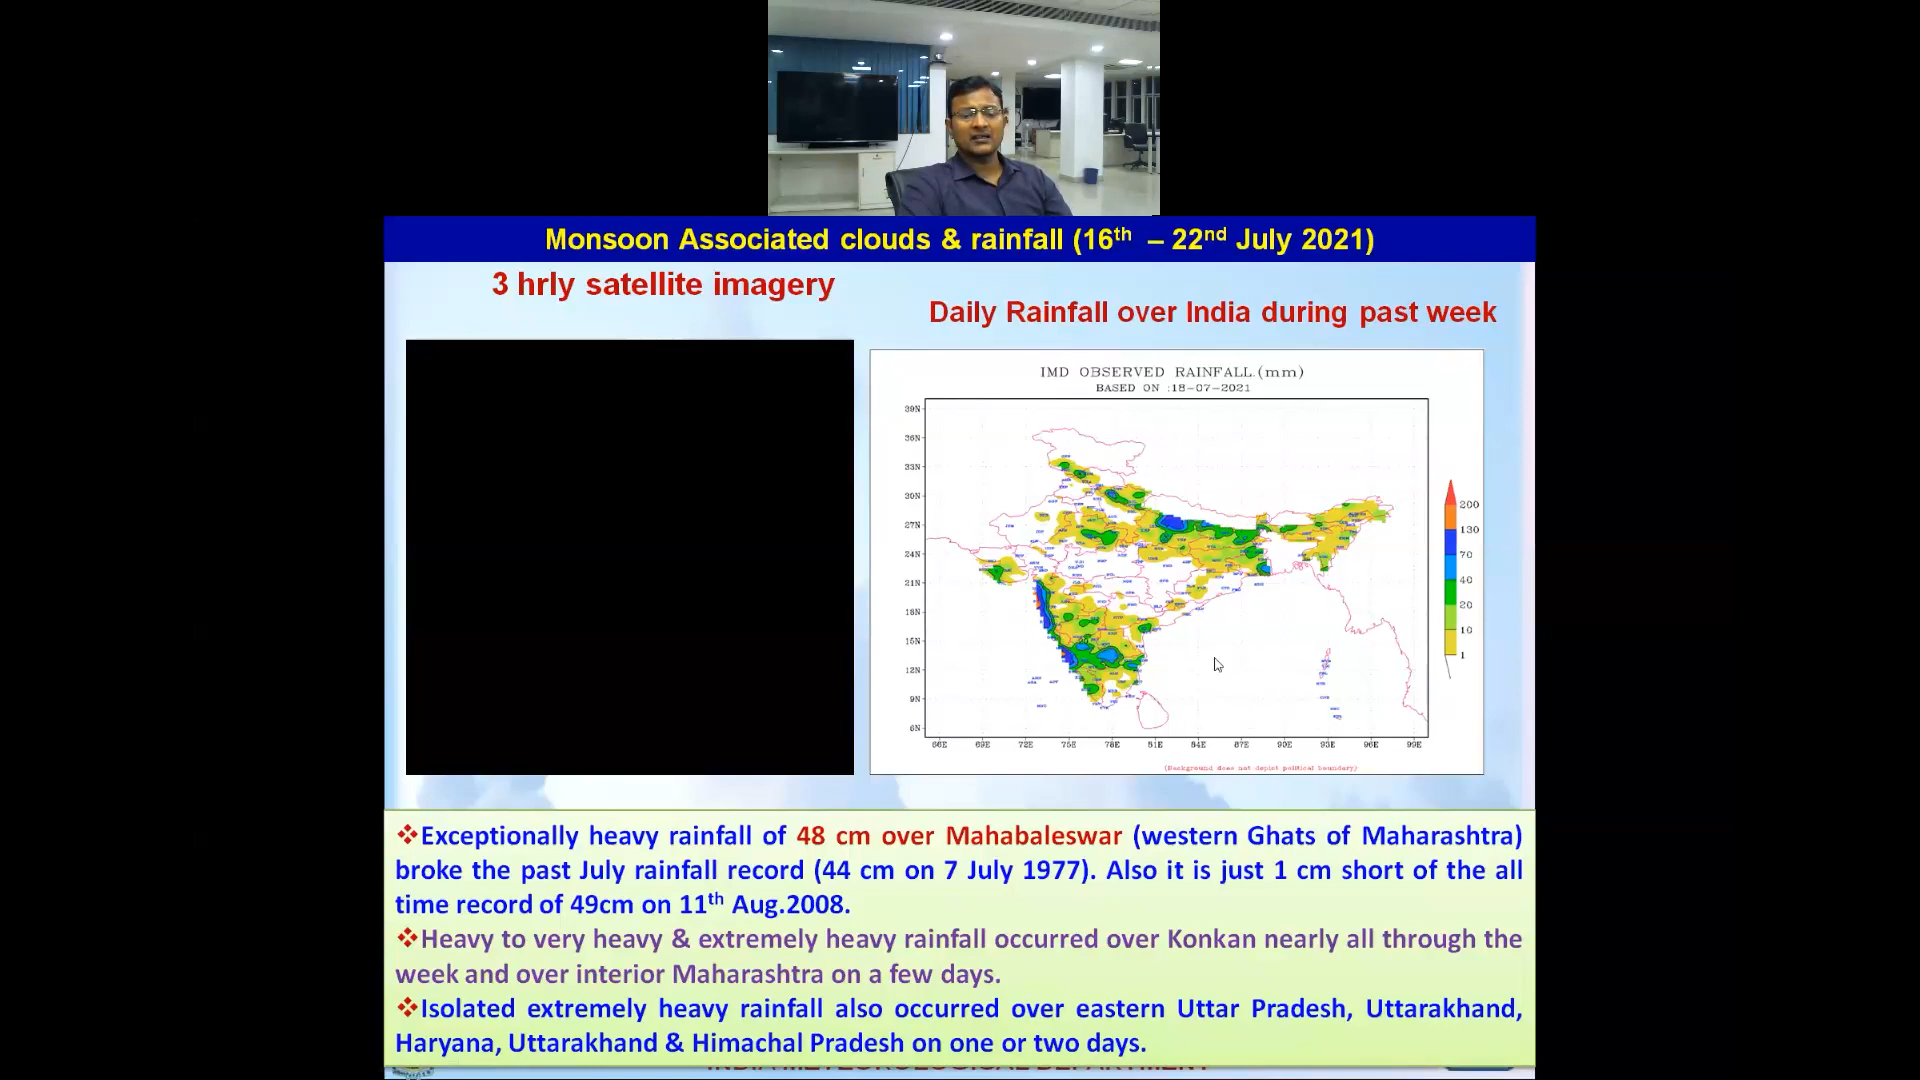 Monsoon Associated clouds & rainfall (16th – 22nd July 2021)
3 hrly satellite imagery
Daily Rainfall over India during past week
IMD OBSERVED RAINFALL.(mm)
BASED ON :18-07-2021
39N
36N
33N
30N
27N
24N
21N
18N
15N
12N
9N
6N
66E 69E 72E 75E 78E 81E 84E 87E 90E 93E 96E 99E
200
130
70
40
20
10
1
(Background does not depict political boundary)
❖Exceptionally heavy rainfall of 48 cm over Mahabaleswar (western Ghats of Maharashtra)
broke the past July rainfall record (44 cm on 7 July 1977). Also it is just 1 cm short of the all
time record of 49cm on 11th Aug.2008.
❖Heavy to very heavy & extremely heavy rainfall occurred over Konkan nearly all through the
week and over interior Maharashtra on a few days.
❖Isolated extremely heavy rainfall also occurred over eastern Uttar Pradesh, Uttarakhand,
Haryana, Uttarakhand & Himachal Pradesh on one or two days.
INDIA METEOROLOGICAL DEPARTMENT